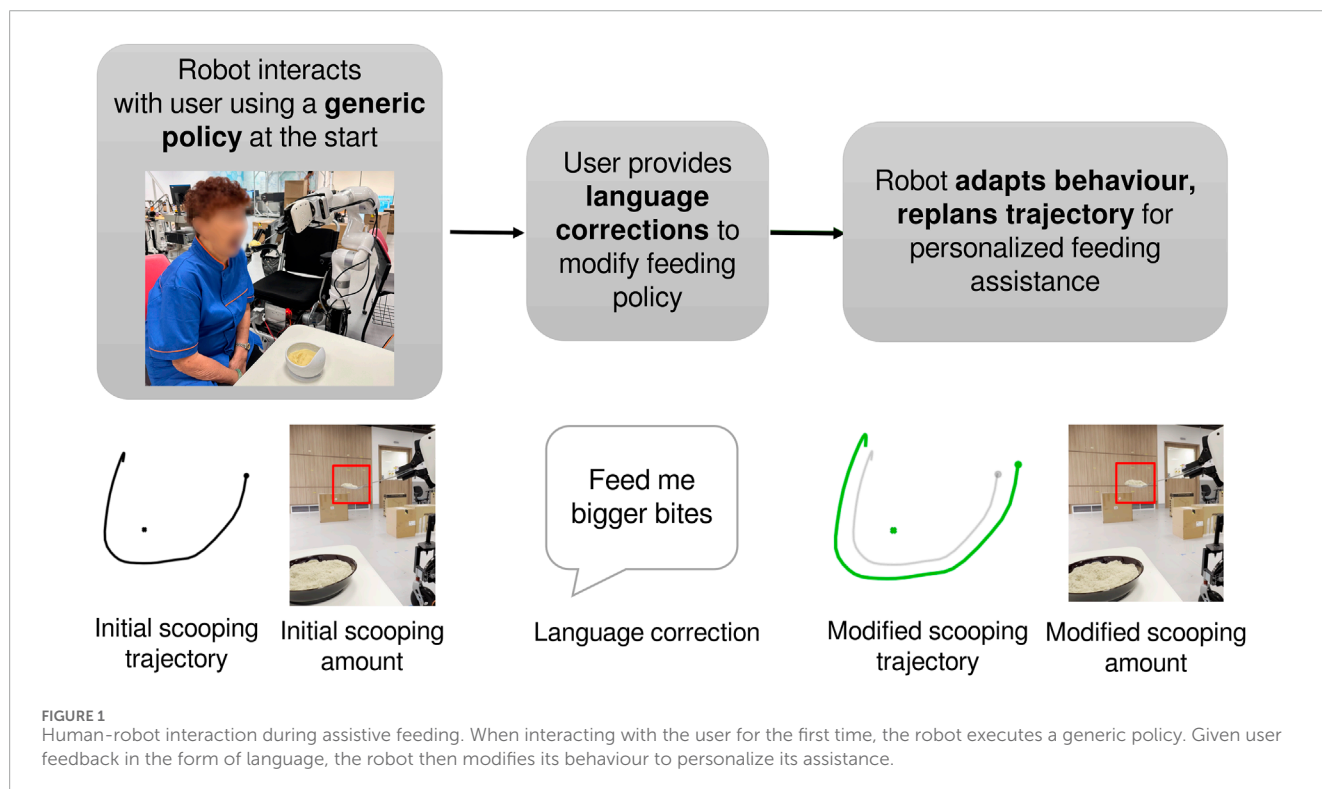 Robot interacts
with user using a generic
policy at the start
User provides
language
corrections to
modify feeding
policy
Robot adapts behaviour,
replans trajectory for
personalized feeding
assistance
Feed me
bigger bites
Initial scooping
trajectory
Initial scooping
amount
Language correction
Modified scooping
trajectory
Modified scooping
amount
FIGURE 1
Human-robot interaction during assistive feeding. When interacting with the user for the first time, the robot executes a generic policy. Given user
feedback in the form of language, the robot then modifies its behaviour to personalize its assistance.